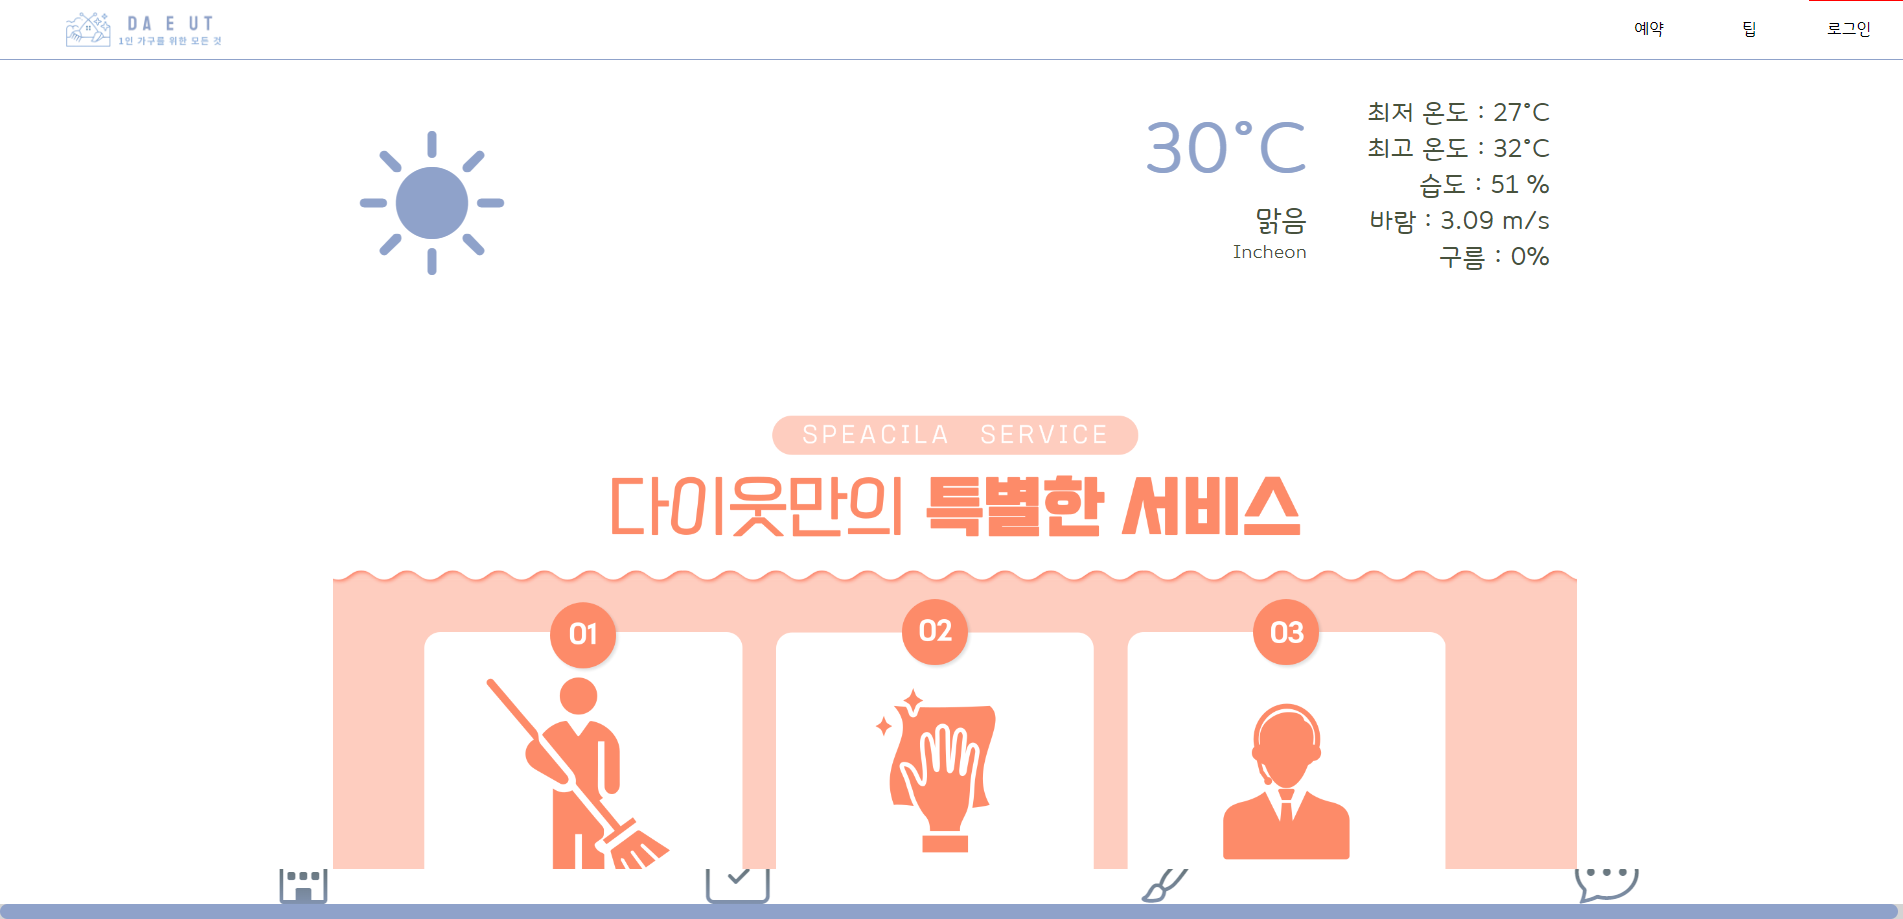 DA E UT
1인 가구를 위한 모든 것
예약
팁
로그인
30°C
맑음
Incheon
최저 온도 : 27°C
최고 온도 : 32°C
습도 : 51 %
바람 : 3.09 m/s
구름 : 0%
SPEACILA SERVICE
다이웃만의 특별한 서비스
01
02
03